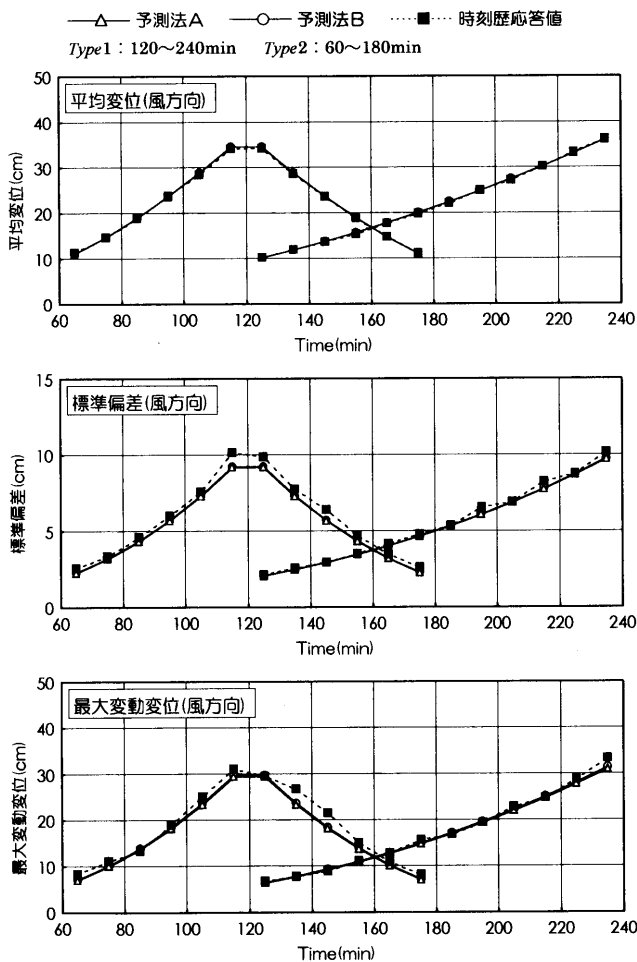 予測法A 予測法B 時刻歴応答値
Type1：120～240min Type2：60～180min
平均変位(風方向)
平均変位(cm)
50
40
30
20
10
0
60 80 100 120 140 160 180 200 220 240
Time(min)
標準偏差(風方向)
標準偏差(cm)
15
10
5
0
60 80 100 120 140 160 180 200 220 240
Time(min)
最大変動変位(風方向)
最大変動変位(cm)
50
40
30
20
10
0
60 80 100 120 140 160 180 200 220 240
Time(min)